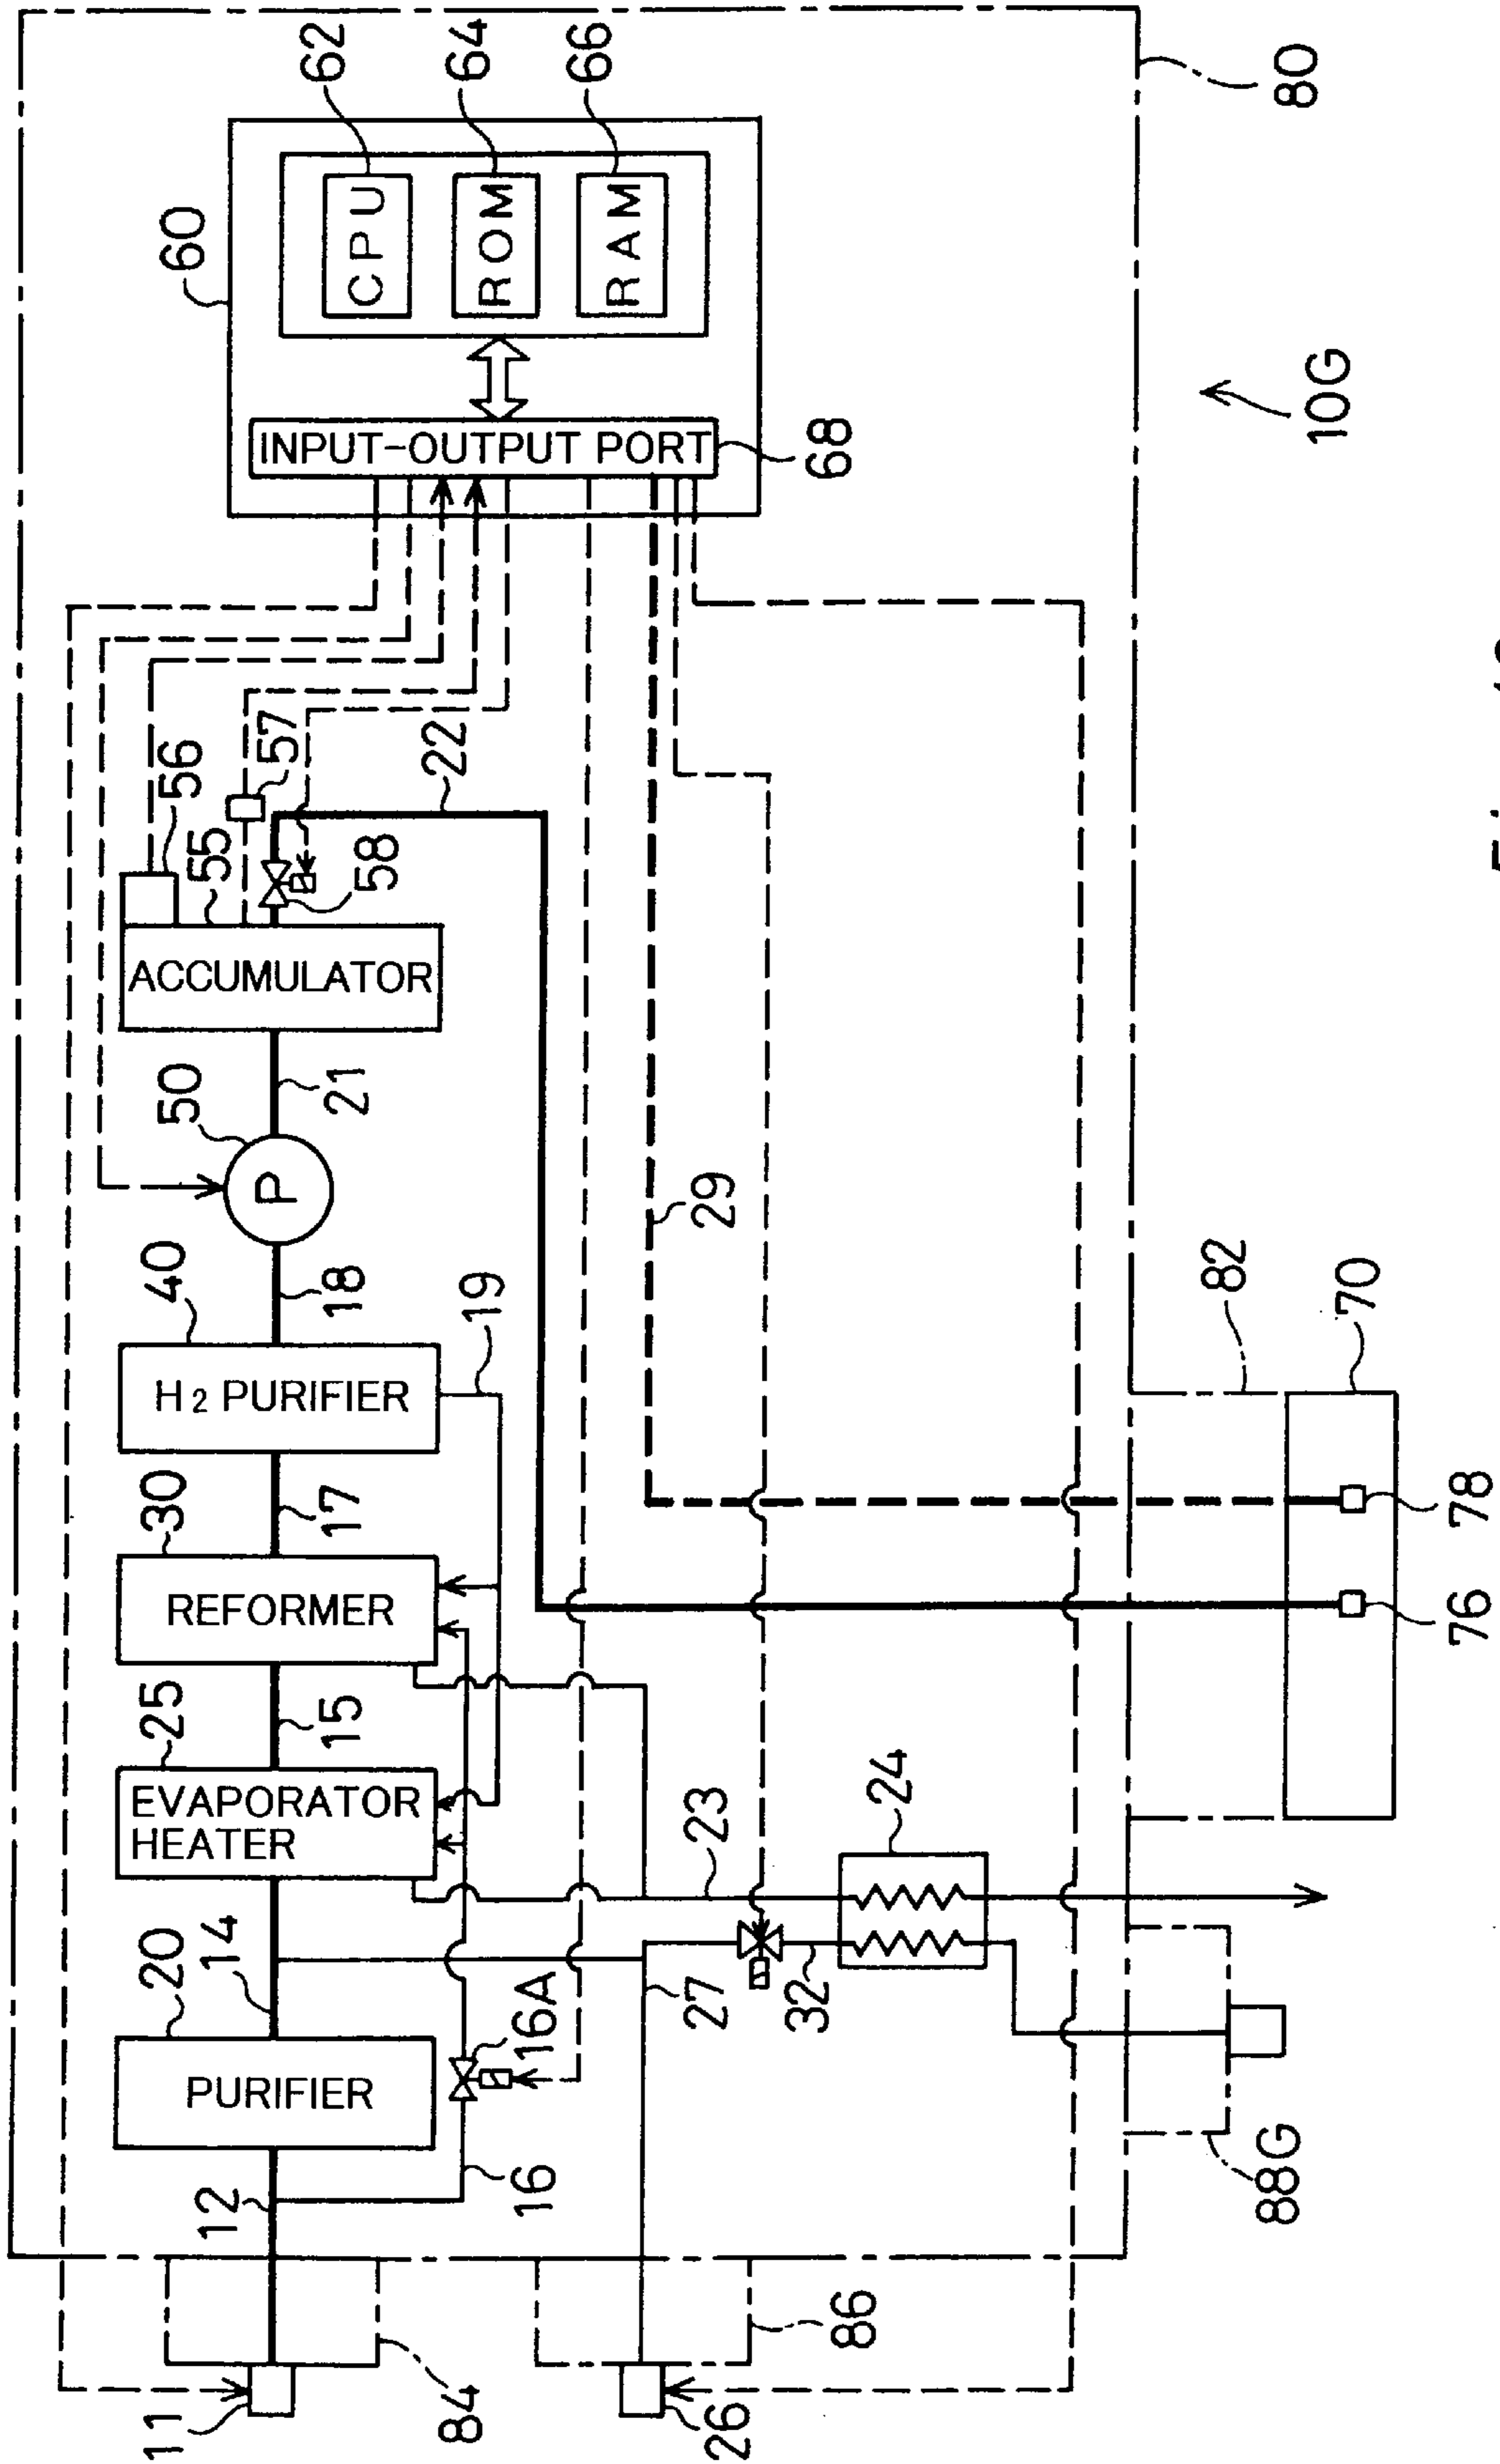 60
62
64
66
CPU
ROM
RAM
INPUT-OUTPUT PORT
68
80
10G
56
55
57
58
22
ACCUMULATOR
50
P
21
40
18
H2 PURIFIER
19
29
30
17
REFORMER
82
70
78
76
25
15
EVAPORATOR
HEATER
23
24
20
14
PURIFIER
16A
27
32
12
16
88G
11
84
26
86